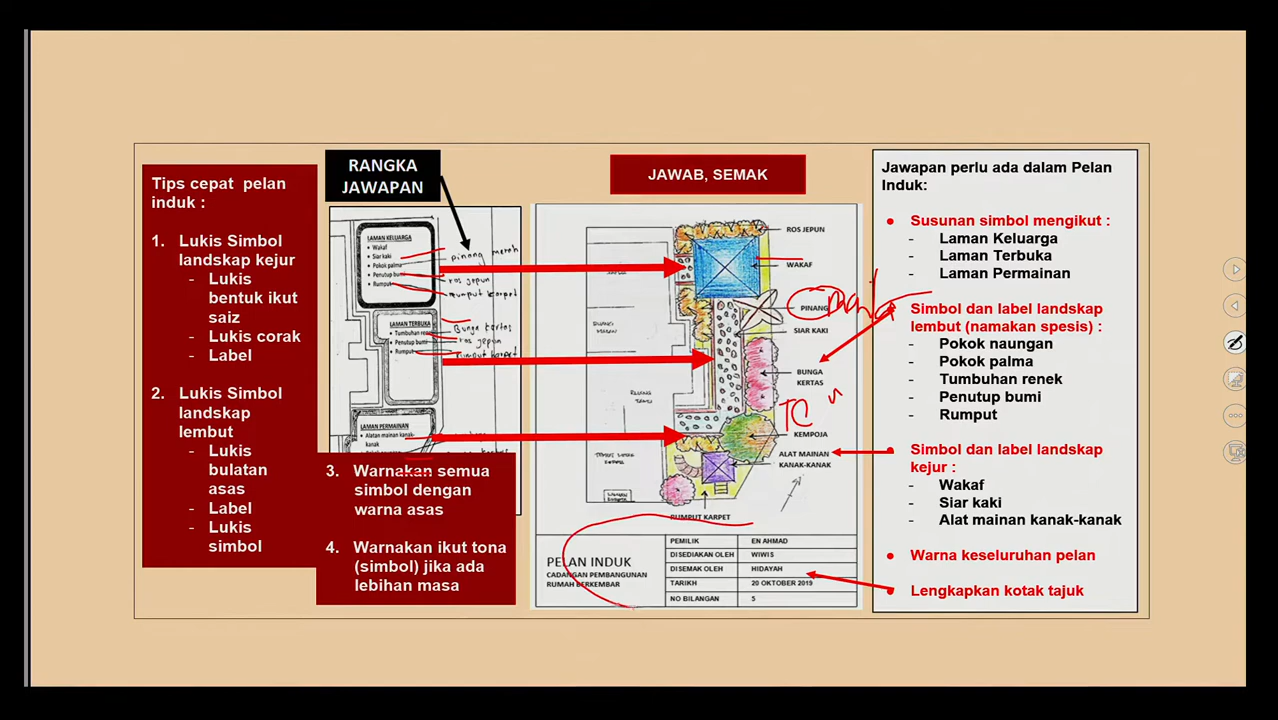 Tips cepat pelan
induk :
1. Lukis Simbol
landskap kejur
- Lukis
bentuk ikut
saiz
- Lukis corak
- Label
2. Lukis Simbol
landskap
lembut
- Lukis
bulatan
asas
- Label
- Lukis
simbol
RANGKA
JAWAPAN
LAMAN KELUARGA
• Wakaf
• Siar kaki
• Pokok palma
• Penutup bumi
• Rumput
pinang merah
ros jepun
rumput karpet
LAMAN TERBUKA
• Tumbuhan renek
• Penutup bumi
• Rumput
Bunga kertas
ros jepun
rumput karpet
LAMAN PERMAINAN
• Alatan mainan kanak-
kanak
3. Warnakan semua
simbol dengan
warna asas
4. Warnakan ikut tona
(simbol) jika ada
lebihan masa
JAWAB, SEMAK
ROS JEPUN
WAKAF
PINANG
SIAR KAKI
BUNGA
KERTAS
KEMPOJA
ALAT MAINAN
KANAK-KANAK
RUMPUT KARPET
PELAN INDUK
CADANGAN PEMBANGUNAN
RUMAH BERKEMBAR
PEMILIK EN AHMAD
DISEDIAKAN OLEH WIWIS
DISEMAK OLEH HIDAYAH
TARIKH 20 OKTOBER 2019
NO BILANGAN 5
Jawapan perlu ada dalam Pelan
Induk:
• Susunan simbol mengikut :
- Laman Keluarga
- Laman Terbuka
- Laman Permainan
• Simbol dan label landskap
lembut (namakan spesis) :
- Pokok naungan
- Pokok palma
- Tumbuhan renek
- Penutup bumi
- Rumput
• Simbol dan label landskap
kejur :
- Wakaf
- Siar kaki
- Alat mainan kanak-kanak
• Warna keseluruhan pelan
• Lengkapkan kotak tajuk